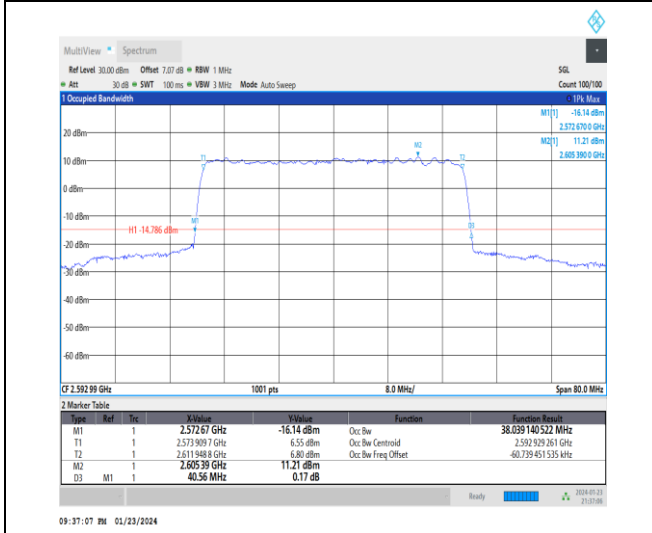 MultiView Spectrum
Ref Level 30.00 dBm Offset 7.07 dB RBW 1 MHz SGL
Att 30 dB SWT 100 ms VBW 3 MHz Mode Auto Sweep Count 100/100
1 Occupied Bandwidth 1Pk Max
M1[1] -16.14 dBm
2.572 670 0 GHz
20 dBm
M2[1] 11.21 dBm
2.605 390 0 GHz
M2
T1 T2
10 dBm
0 dBm
-10 dBm
M1
D3
H1 -14.786 dBm
-20 dBm
-30 dBm
-40 dBm
-50 dBm
-60 dBm
CF 2.592 99 GHz 1001 pts 8.0 MHz/ Span 80.0 MHz
2 Marker Table
Type Ref Trc X-Value Y-Value Function Function Result
M1 1 2.572 67 GHz -16.14 dBm Occ Bw 38.039 140 522 MHz
T1 1 2.573 909 7 GHz 6.55 dBm Occ Bw Centroid 2.592 929 261 GHz
T2 1 2.611 948 8 GHz 6.80 dBm Occ Bw Freq Offset -60.739 451 535 kHz
M2 1 2.605 39 GHz 11.21 dBm
D3 M1 1 40.56 MHz 0.17 dB
Ready 2024-01-23
21:37:06
09:37:07 PM 01/23/2024